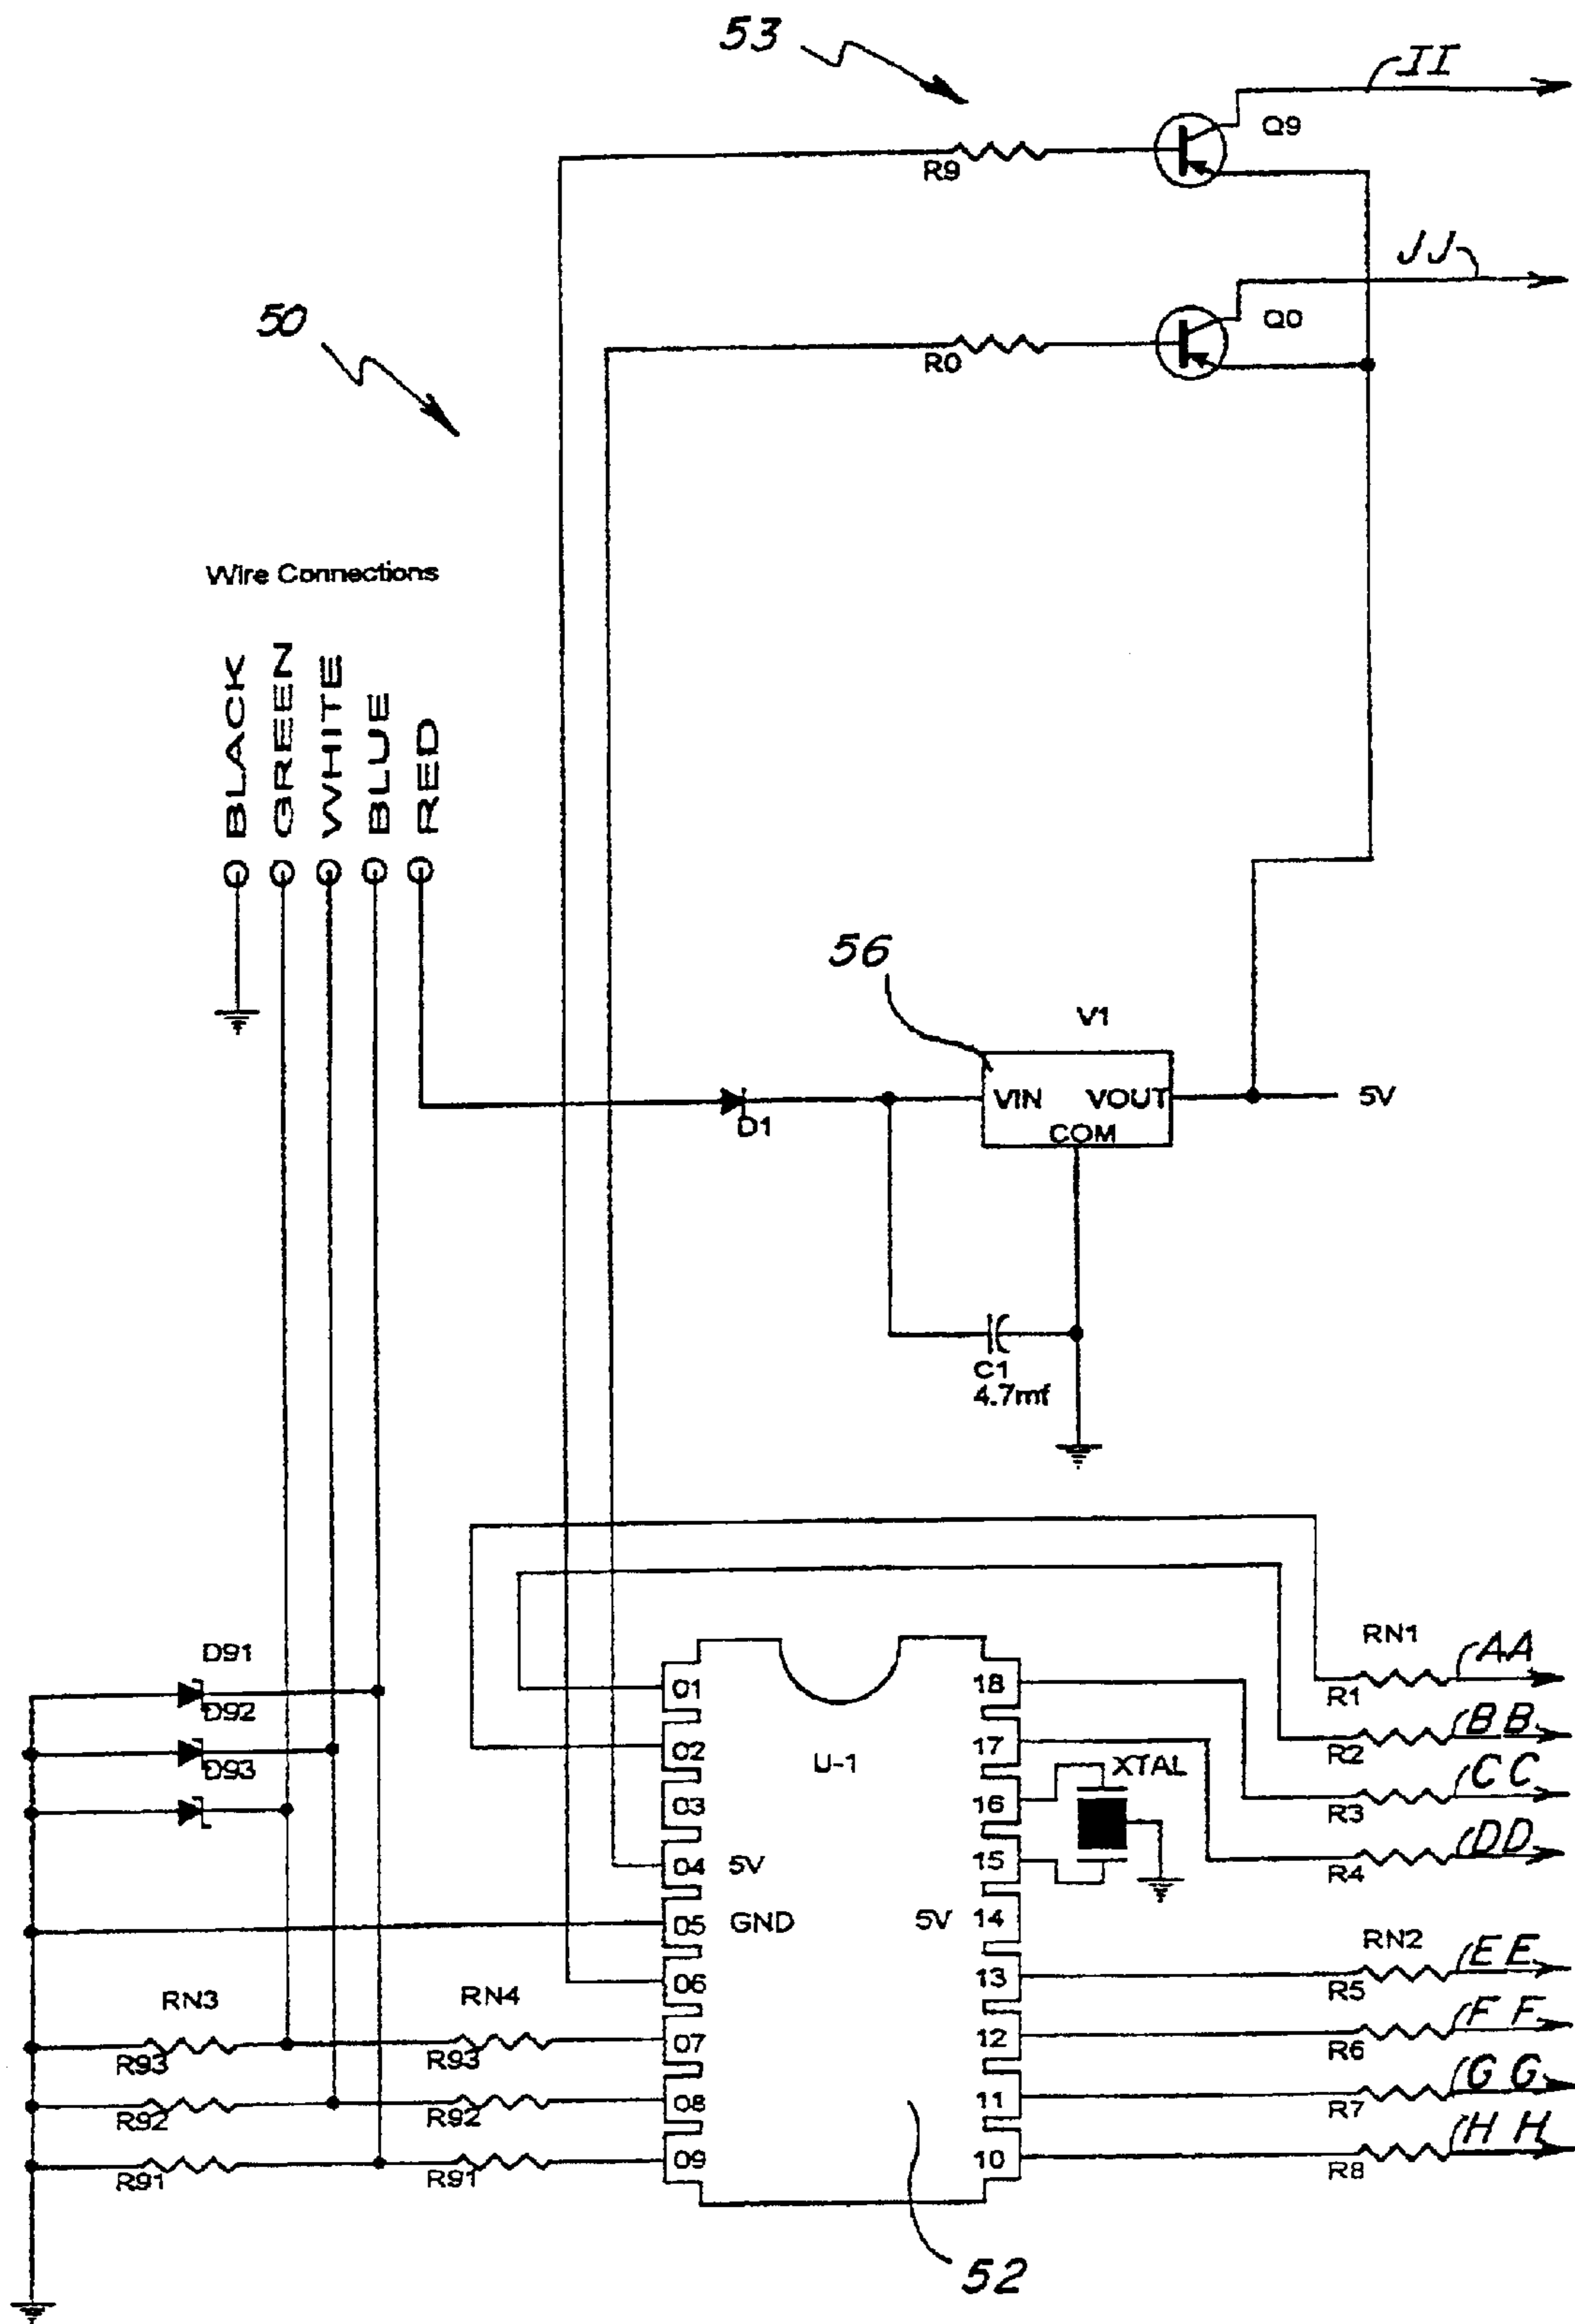 53
II
Q9
R9
JJ
50
Q0
R0
Wire Connections
BLACK
GREEN
WHITE
BLUE
RED
56
V1
VIN VOUT
COM
5V
D1
C1
4.7mf
D91
D92
D93
RN1
AA
R1
BB
R2
CC
R3
DD
R4
01
02
03
04 5V
05 GND
06
07
08
09
U-1
18
17
16
15
5V 14
13
12
11
10
XTAL
RN2
EE
R5
FF
R6
GG
R7
HH
R8
RN3
RN4
R93
R93
R92
R92
R91
R91
52